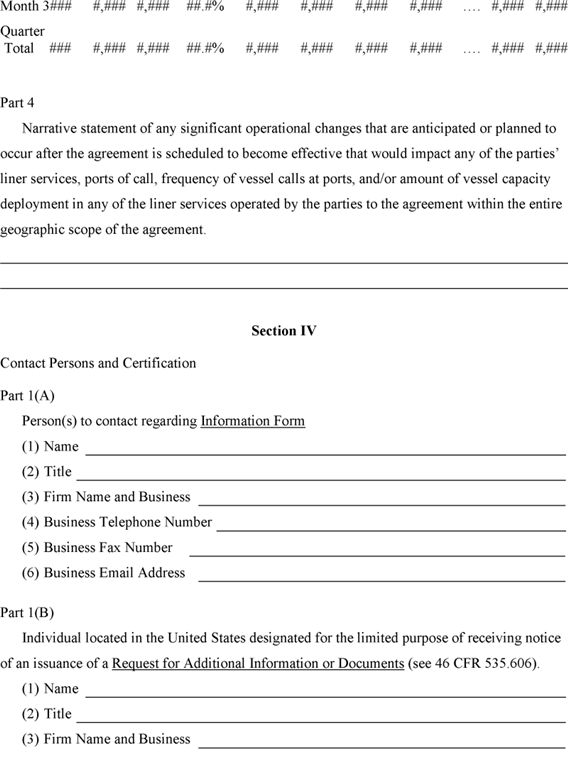 Month 3### #,### #,### ##.#% #,### #,### #,### #,### .... #,### #,###
Quarter
Total ### #,### #,### ##.#% #,### #,### #,### #,### .... #,### #,###
Part 4
Narrative statement of any significant operational changes that are anticipated or planned to
occur after the agreement is scheduled to become effective that would impact any of the parties’
liner services, ports of call, frequency of vessel calls at ports, and/or amount of vessel capacity
deployment in any of the liner services operated by the parties to the agreement within the entire
geographic scope of the agreement.
Section IV
Contact Persons and Certification
Part 1(A)
Person(s) to contact regarding Information Form
(1) Name
(2) Title
(3) Firm Name and Business
(4) Business Telephone Number
(5) Business Fax Number
(6) Business Email Address
Part 1(B)
Individual located in the United States designated for the limited purpose of receiving notice
of an issuance of a Request for Additional Information or Documents (see 46 CFR 535.606).
(1) Name
(2) Title
(3) Firm Name and Business